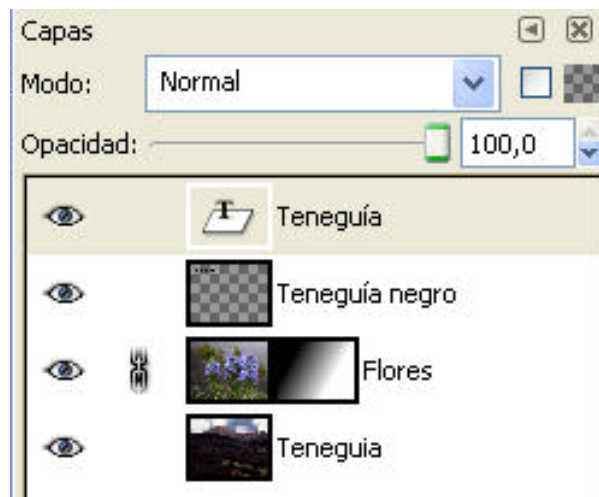 Capas
Modo: Normal
Opacidad: 100,0
Teneguía
Teneguía negro
Flores
Teneguia